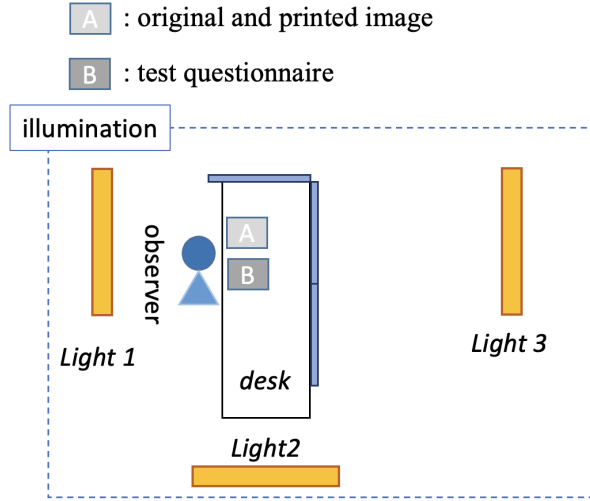 A : original and printed image
B : test questionnaire
illumination
observer
A
B
Light 1
Light 3
desk
Light2